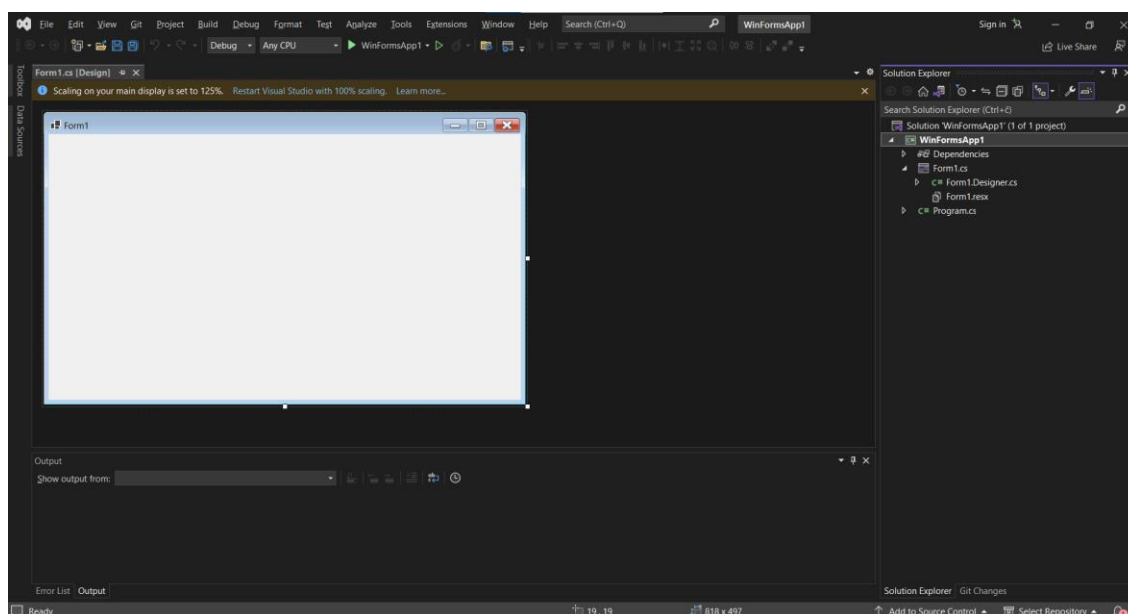 File Edit View Git Project Build Debug Format Test Analyze Tools Extensions Window Help Search (Ctrl+Q) WinFormsApp1 Sign in
Debug Any CPU WinFormsApp1 Live Share
Toolbox
Data Sources
Form1.cs [Design]
Scaling on your main display is set to 125%. Restart Visual Studio with 100% scaling. Learn more...
Form1
Output
Show output from:
Error List Output
Solution Explorer
Search Solution Explorer (Ctrl+č)
Solution 'WinFormsApp1' (1 of 1 project)
WinFormsApp1
Dependencies
Form1.cs
C# Form1.Designer.cs
Form1.resx
C# Program.cs
Solution Explorer Git Changes
Ready 19 , 19 818 x 497 Add to Source Control Select Repository